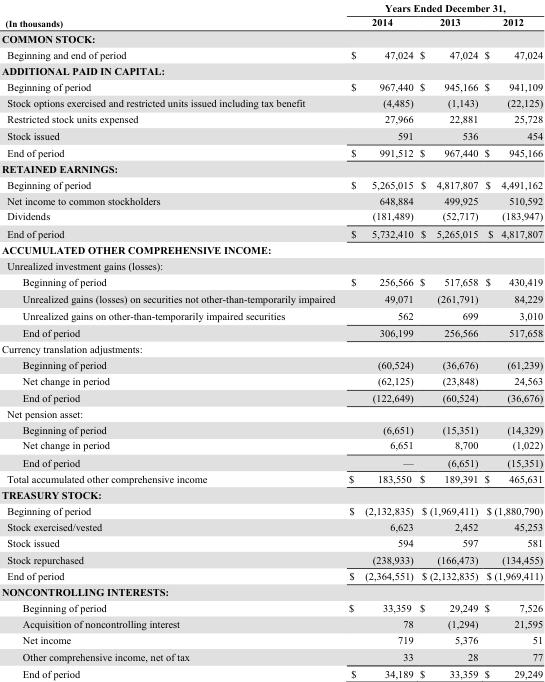 Years Ended December 31,
(In thousands) 2014 2013 2012
COMMON STOCK:
Beginning and end of period $ 47,024 $ 47,024 $ 47,024
ADDITIONAL PAID IN CAPITAL:
Beginning of period $ 967,440 $ 945,166 $ 941,109
Stock options exercised and restricted units issued including tax benefit (4,485) (1,143) (22,125)
Restricted stock units expensed 27,966 22,881 25,728
Stock issued 591 536 454
End of period $ 991,512 $ 967,440 $ 945,166
RETAINED EARNINGS:
Beginning of period $ 5,265,015 $ 4,817,807 $ 4,491,162
Net income to common stockholders 648,884 499,925 510,592
Dividends (181,489) (52,717) (183,947)
End of period $ 5,732,410 $ 5,265,015 $ 4,817,807
ACCUMULATED OTHER COMPREHENSIVE INCOME:
Unrealized investment gains (losses):
Beginning of period $ 256,566 $ 517,658 $ 430,419
Unrealized gains (losses) on securities not other-than-temporarily impaired 49,071 (261,791) 84,229
Unrealized gains on other-than-temporarily impaired securities 562 699 3,010
End of period 306,199 256,566 517,658
Currency translation adjustments:
Beginning of period (60,524) (36,676) (61,239)
Net change in period (62,125) (23,848) 24,563
End of period (122,649) (60,524) (36,676)
Net pension asset:
Beginning of period (6,651) (15,351) (14,329)
Net change in period 6,651 8,700 (1,022)
End of period — (6,651) (15,351)
Total accumulated other comprehensive income $ 183,550 $ 189,391 $ 465,631
TREASURY STOCK:
Beginning of period $ (2,132,835) $ (1,969,411) $ (1,880,790)
Stock exercised/vested 6,623 2,452 45,253
Stock issued 594 597 581
Stock repurchased (238,933) (166,473) (134,455)
End of period $ (2,364,551) $ (2,132,835) $ (1,969,411)
NONCONTROLLING INTERESTS:
Beginning of period $ 33,359 $ 29,249 $ 7,526
Acquisition of noncontrolling interest 78 (1,294) 21,595
Net income 719 5,376 51
Other comprehensive income, net of tax 33 28 77
End of period $ 34,189 $ 33,359 $ 29,249